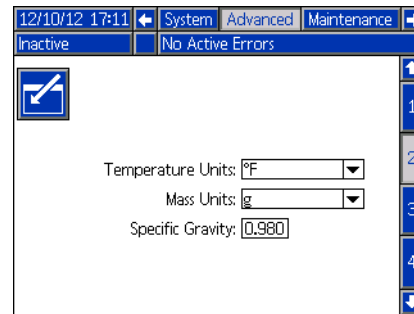 12/10/12 17:11 System Advanced Maintenance
Inactive No Active Errors
1
Temperature Units: °F
2
Mass Units: g
Specific Gravity: 0.980
3
4